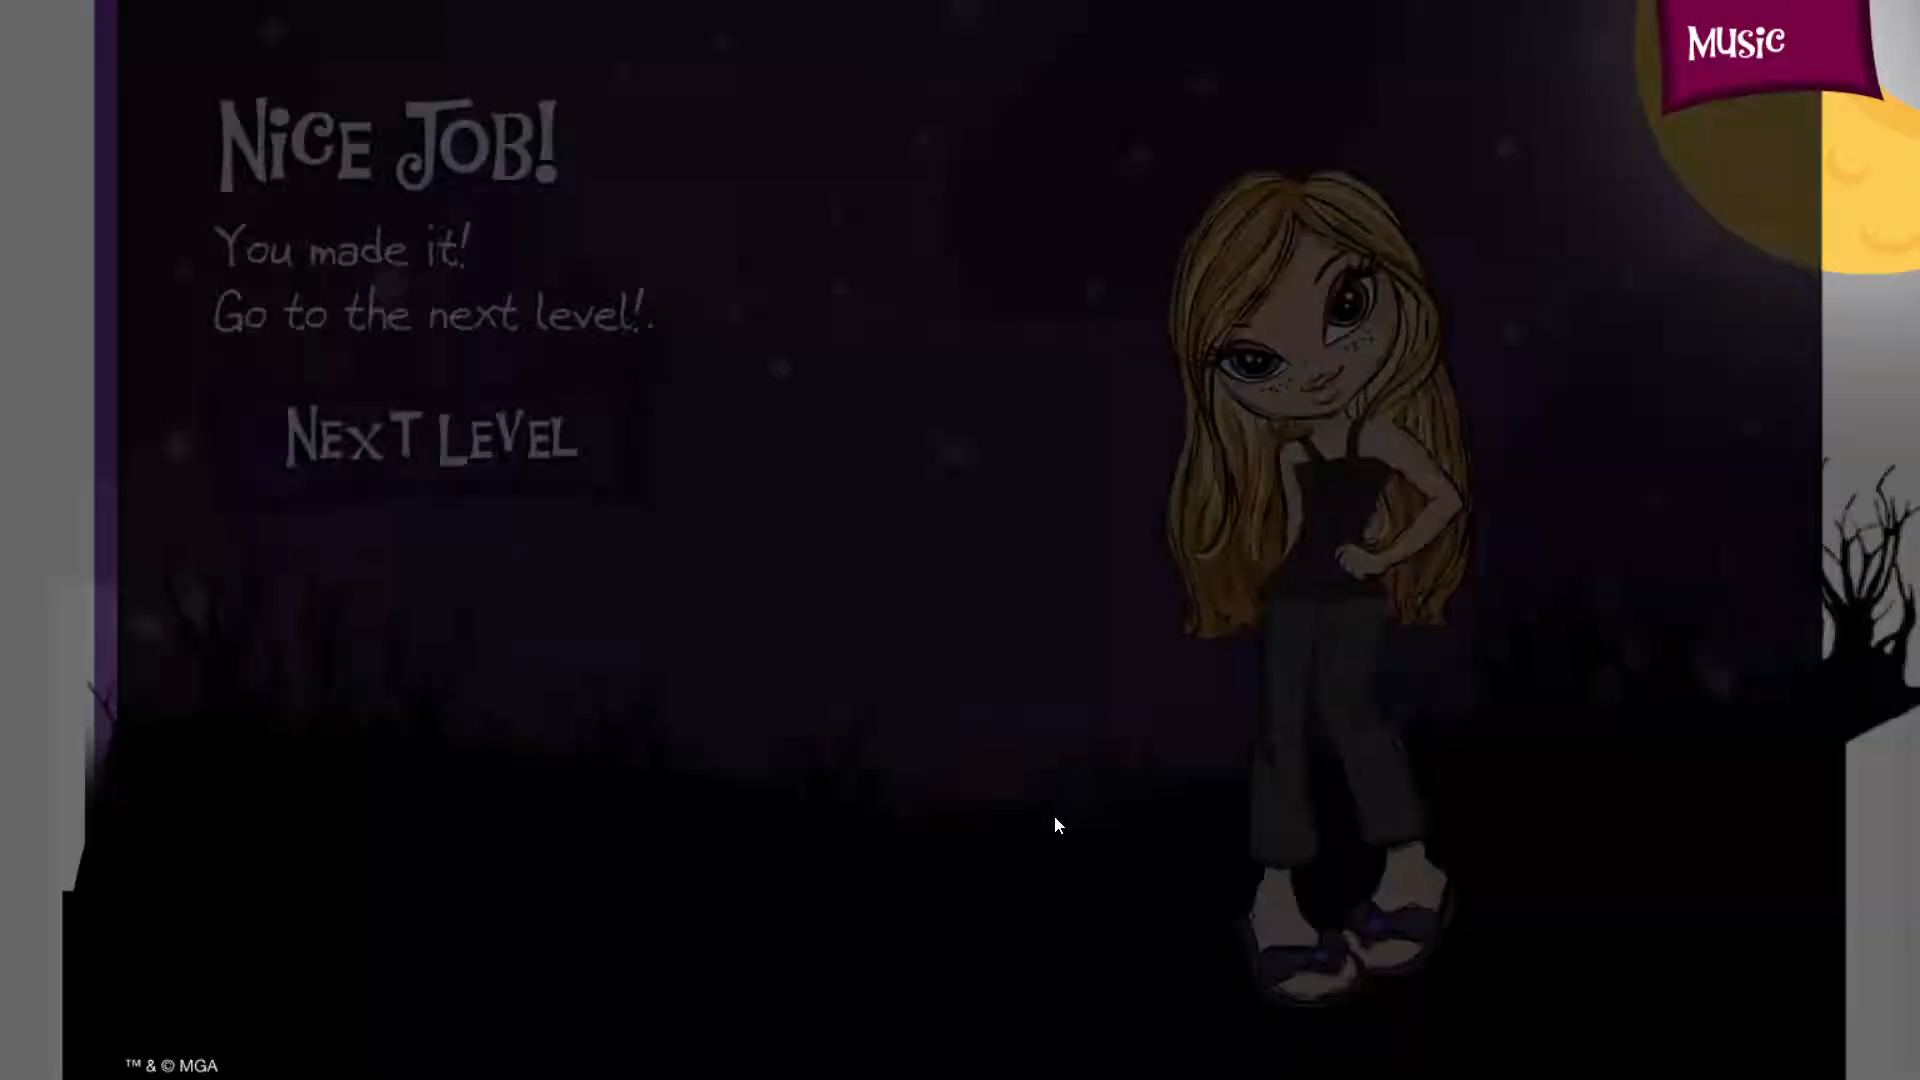 Music
Nice Job!
You made it!
Go to the next level!.
Next Level
™ & © MGA